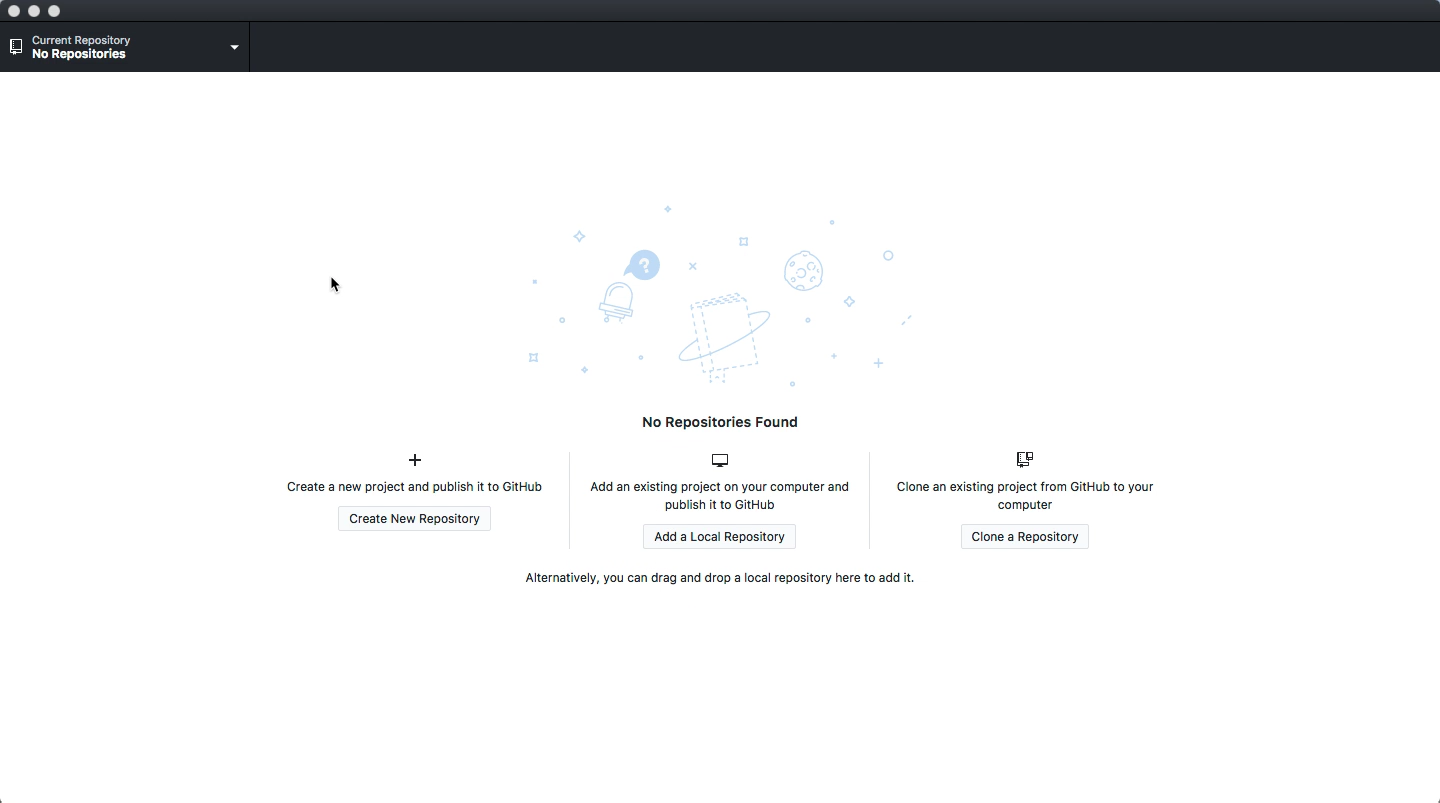 Current Repository
No Repositories
?
No Repositories Found
Create a new project and publish it to GitHub
Create New Repository
Add an existing project on your computer and
publish it to GitHub
Add a Local Repository
Clone an existing project from GitHub to your
computer
Clone a Repository
Alternatively, you can drag and drop a local repository here to add it.